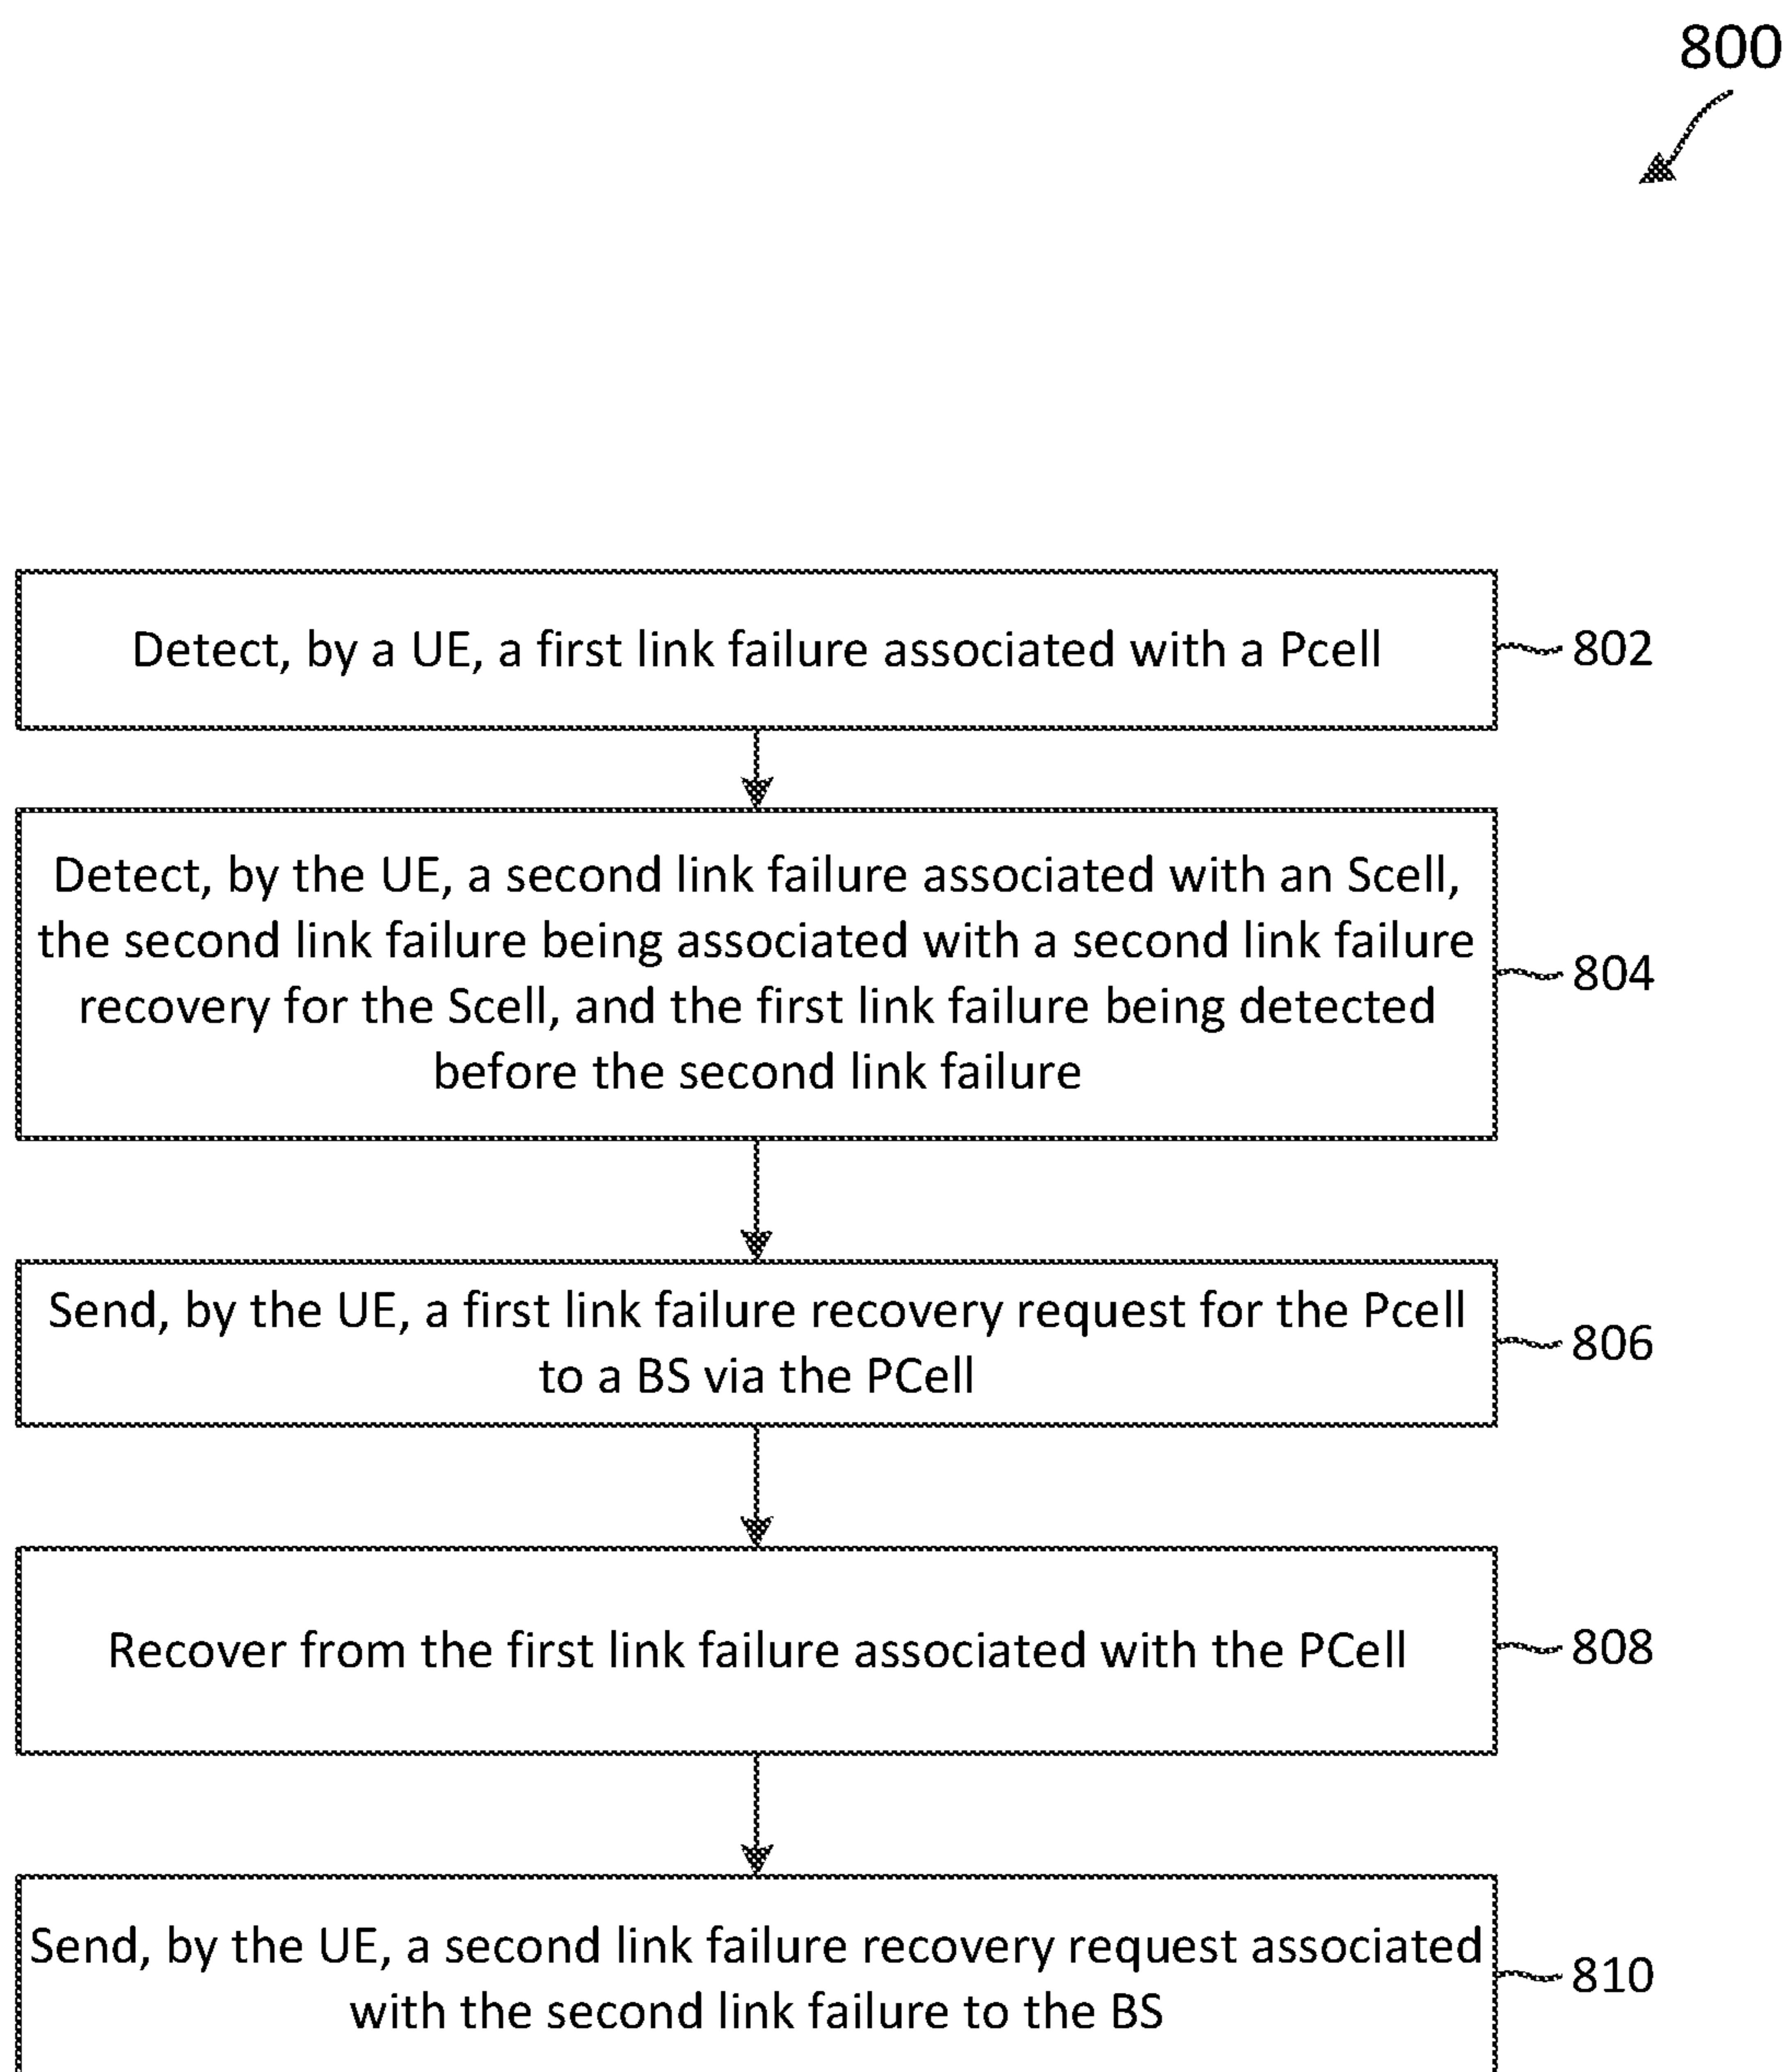 800
Detect, by a UE, a first link failure associated with a Pcell
802
Detect, by the UE, a second link failure associated with an Scell,
the second link failure being associated with a second link failure
recovery for the Scell, and the first link failure being detected
before the second link failure
804
Send, by the UE, a first link failure recovery request for the Pcell
to a BS via the PCell
806
Recover from the first link failure associated with the PCell
808
Send, by the UE, a second link failure recovery request associated
with the second link failure to the BS
810